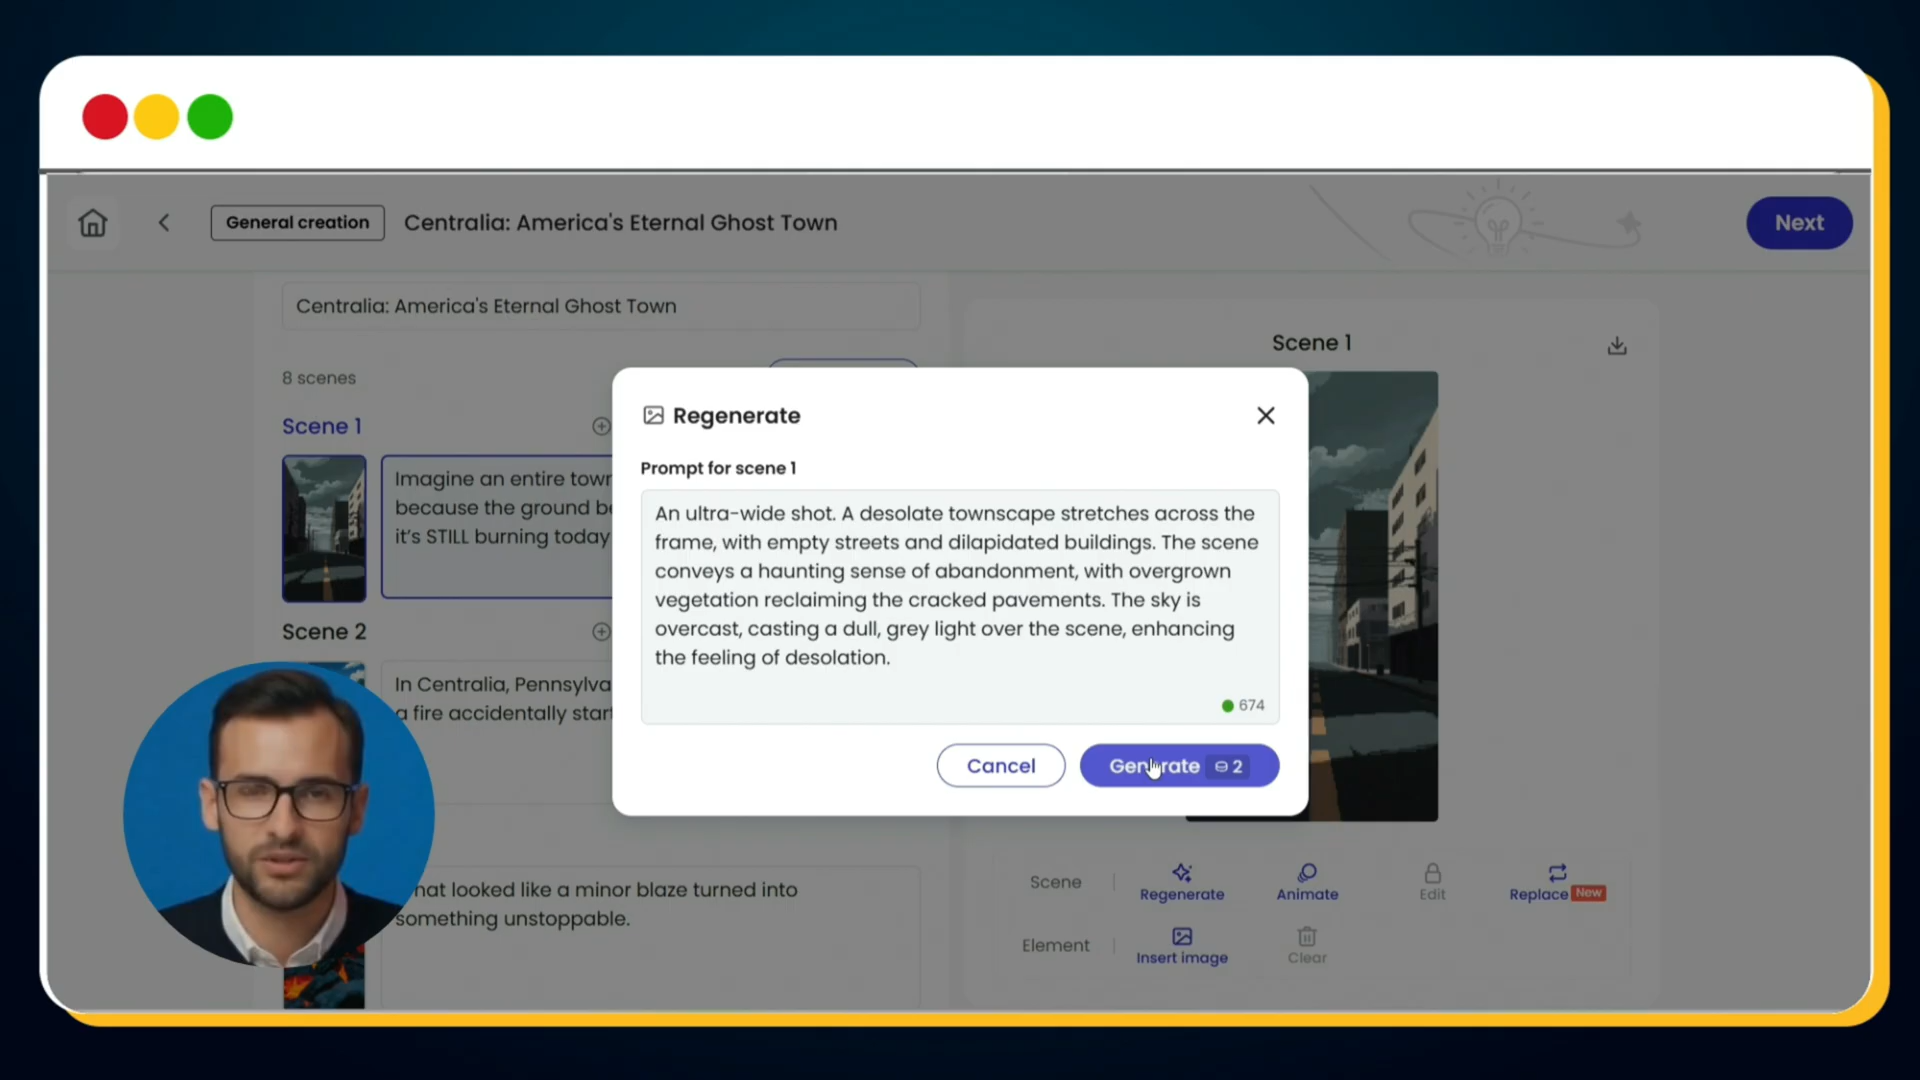 General creation
Centralia: America's Eternal Ghost Town
Next
Centralia: America's Eternal Ghost Town
8 scenes
Scene 1
Imagine an entire town
because the ground be
it's STILL burning today
Scene 2
In Centralia, Pennsylva
a fire accidentally start
hat looked like a minor blaze turned into
something unstoppable.
Regenerate
Prompt for scene 1
An ultra-wide shot. A desolate townscape stretches across the
frame, with empty streets and dilapidated buildings. The scene
conveys a haunting sense of abandonment, with overgrown
vegetation reclaiming the cracked pavements. The sky is
overcast, casting a dull, grey light over the scene, enhancing
the feeling of desolation.
674
Cancel
Generate 2
Scene 1
Scene
Regenerate
Animate
Edit
Replace New
Element
Insert image
Clear